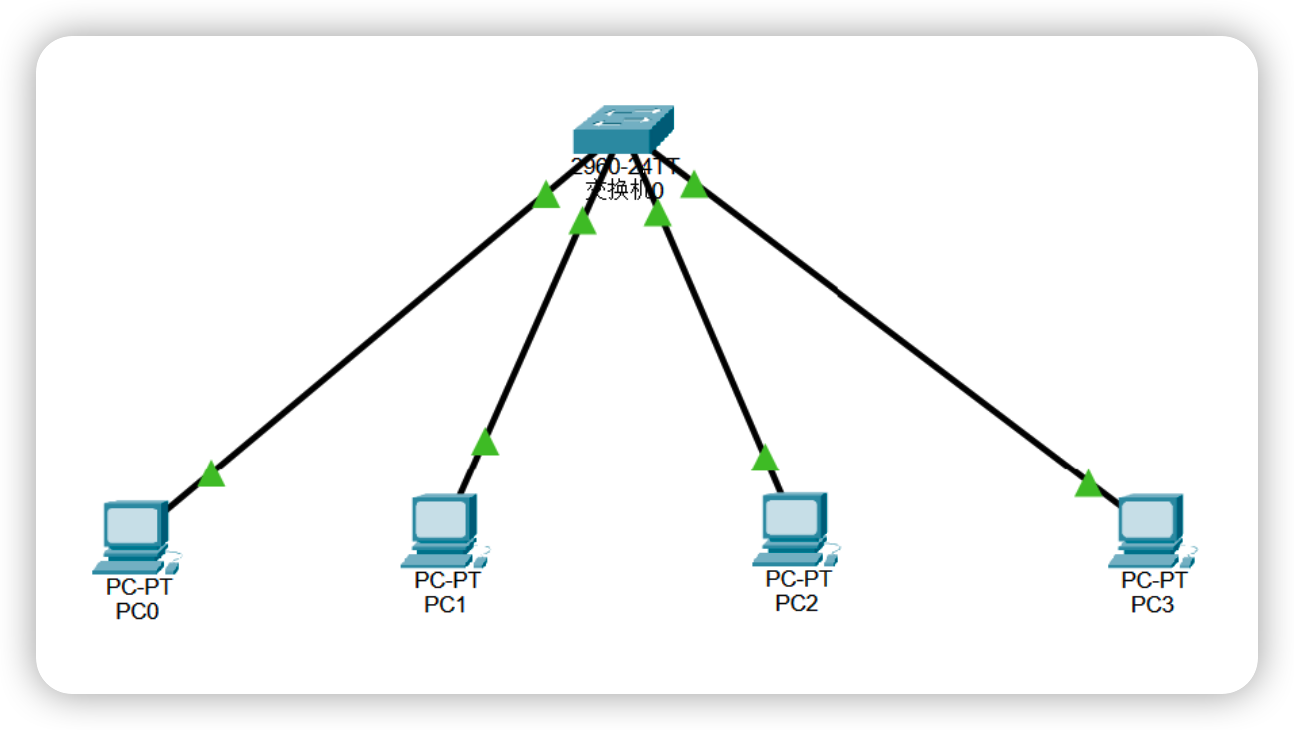 2960-24TT
交换机0
PC-PT
PC0
PC-PT
PC1
PC-PT
PC2
PC-PT
PC3